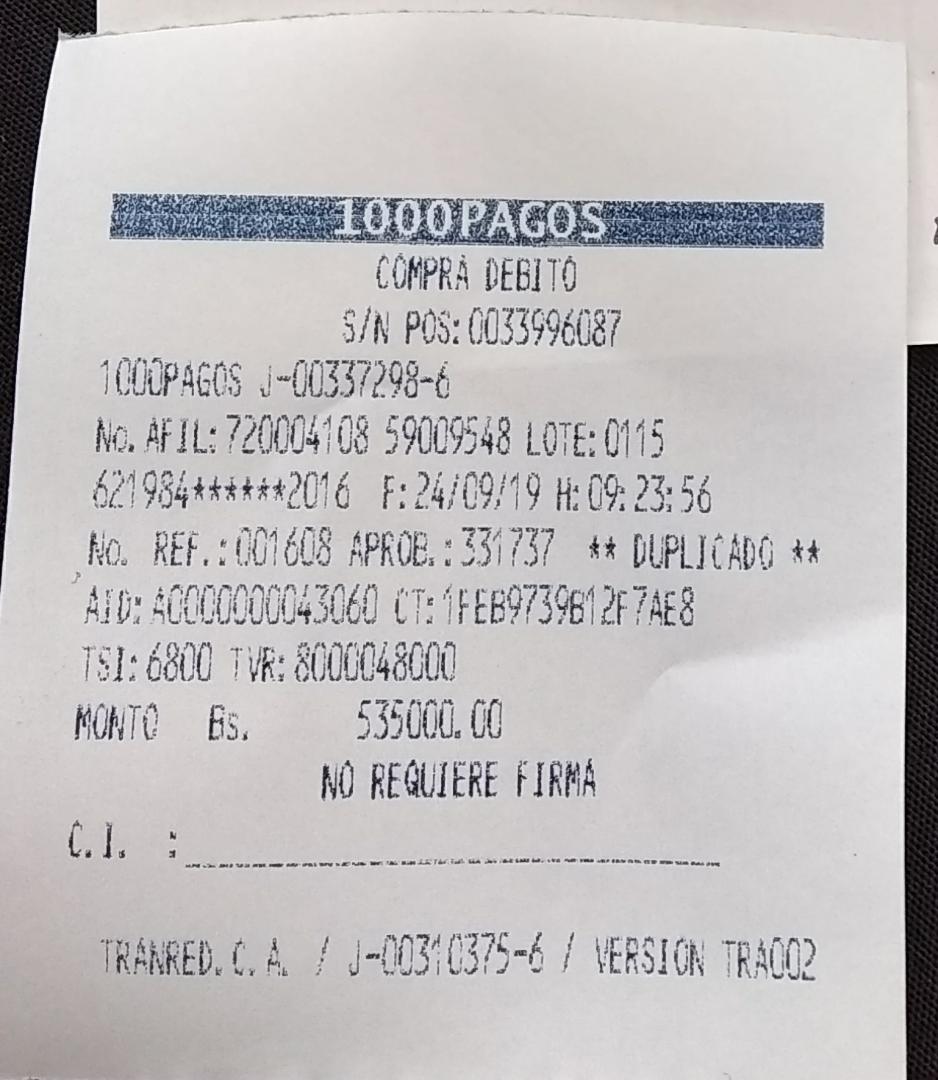 1000PAGOS
COMPRA DEBITO
S/N POS: 0033996087
1000PAGOS J-00337298-6
No. AFIL: 720004108 59009548 LOTE: 0115
621984******2016 F: 24/09/19 H: 09:23:56
No. REF.: 001608 APROB.: 331737 ** DUPLICADO **
AID: A0000000043060 CT: 1FEB9739B12F7AE8
TSI: 6800 TVR: 8000048000
MONTO Bs. 535000.00
NO REQUIERE FIRMA
C.I. :
TRANRED.C.A. / J-00310375-6 / VERSION TRA002